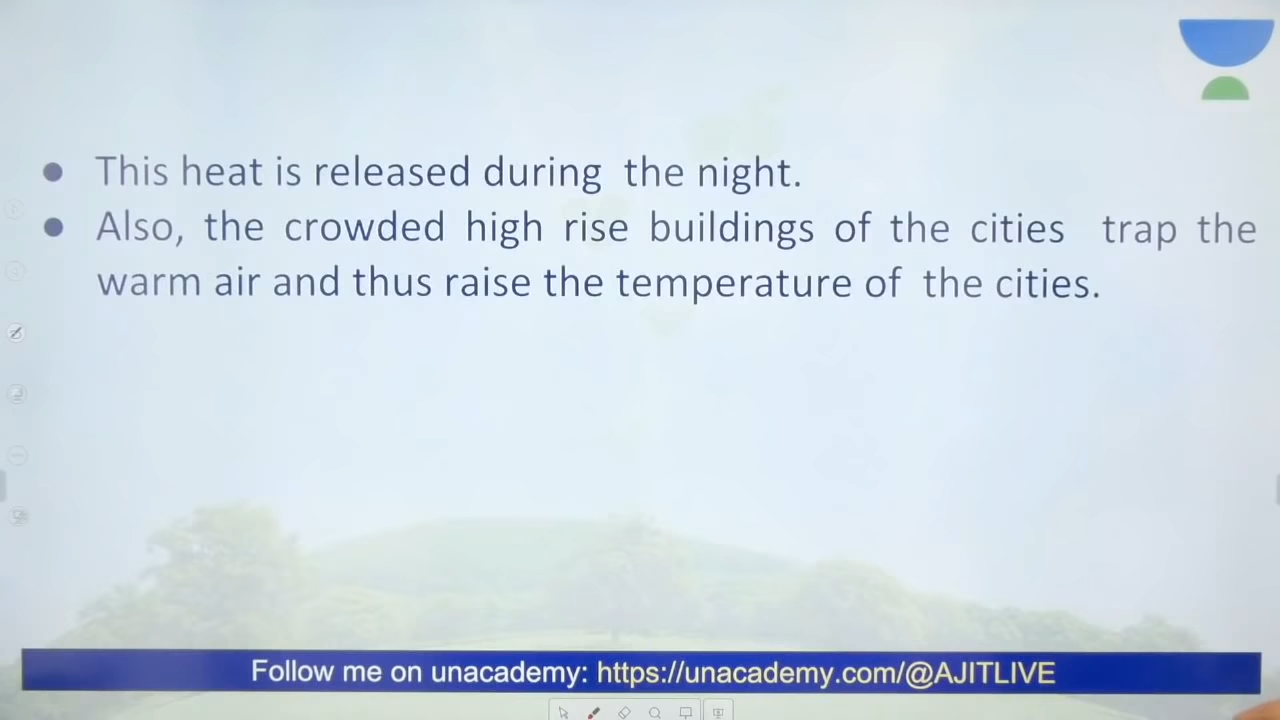 ● This heat is released during the night.
● Also, the crowded high rise buildings of the cities trap the
warm air and thus raise the temperature of the cities.
Follow me on unacademy: https://unacademy.com/@AJITLIVE